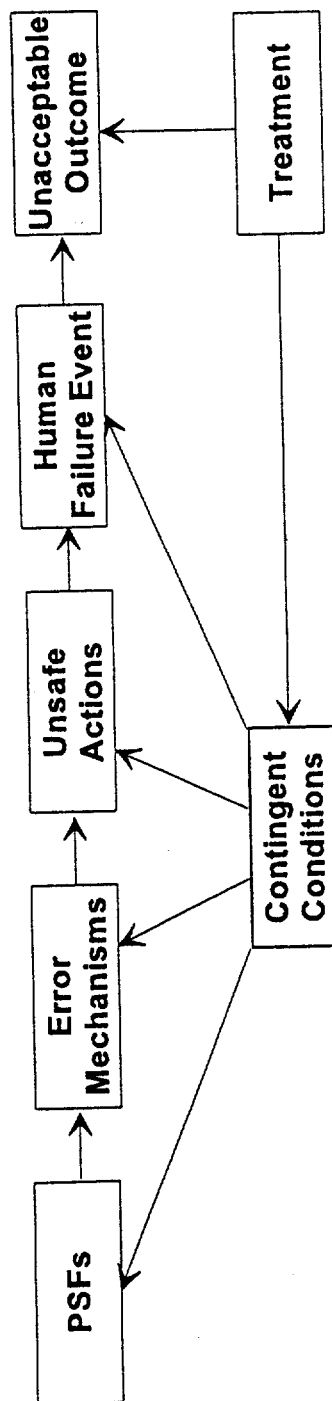 PSFs
Error
Mechanisms
Unsafe
Actions
Human
Failure Event
Unacceptable
Outcome
Contingent
Conditions
Treatment